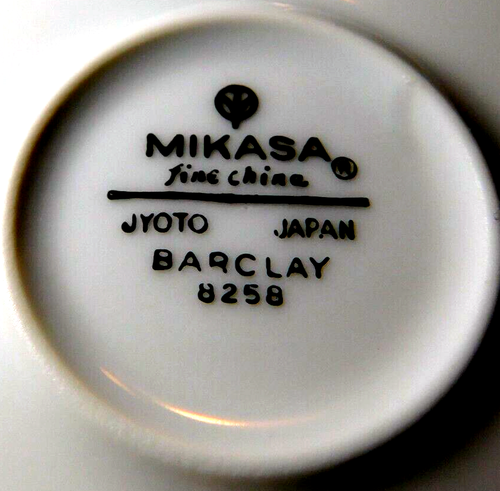 MIKASA ®
fine china
JYOTO JAPAN
BARCLAY
8258